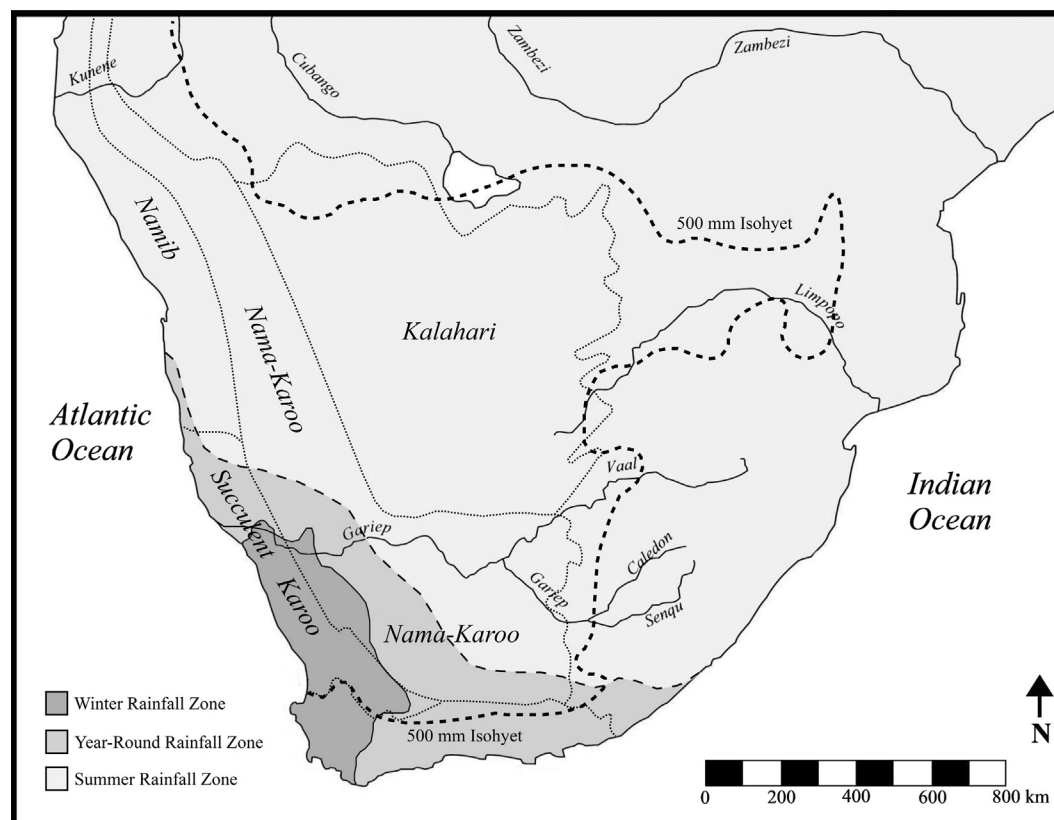 Kunene
Cubango
Zambezi
Zambezi
Namib
500 mm Isohyet
Limpopo
Nama-Karoo
Kalahari
Atlantic
Ocean
Vaal
Indian
Ocean
Succulent
Karoo
Gariep
Gariep
Caledon
Senqu
Nama-Karoo
Winter Rainfall Zone
Year-Round Rainfall Zone
Summer Rainfall Zone
500 mm Isohyet
N
0 200 400 600 800 km